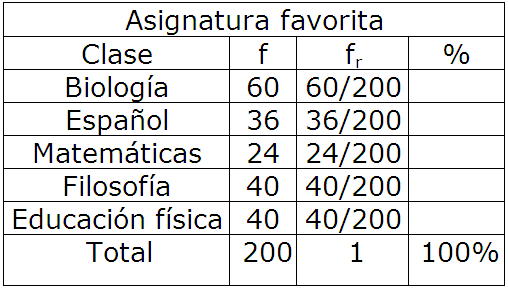 Asignatura favorita
Clase f fr %
Biología 60 60/200
Español 36 36/200
Matemáticas 24 24/200
Filosofía 40 40/200
Educación física 40 40/200
Total 200 1 100%